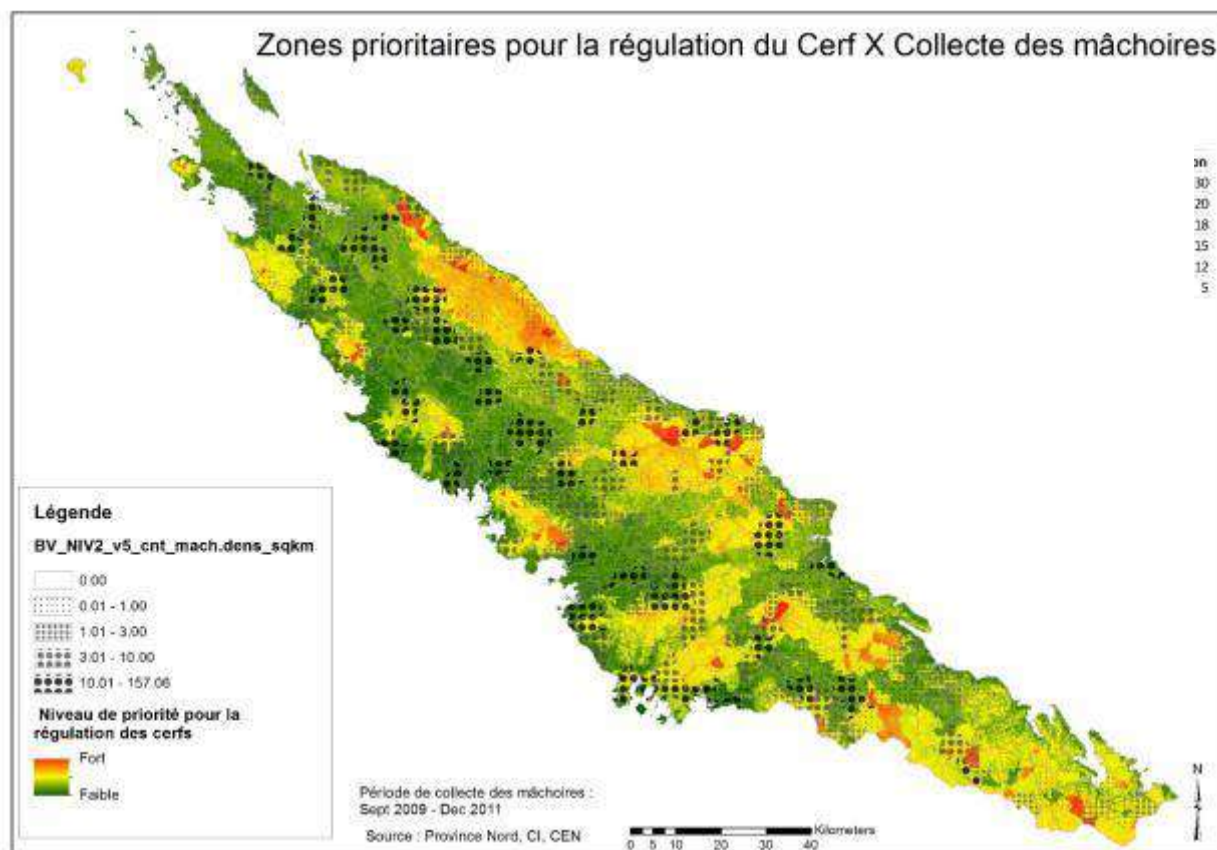 Zones prioritaires pour la régulation du Cerf X Collecte des mâchoires
on
30
20
18
15
12
5
Légende
BV_NIV2_v5_cnt_mach.dens_sqkm
0.00
0.01 - 1.00
1.01 - 3.00
3.01 - 10.00
10.01 - 157.06
Niveau de priorité pour la
régulation des cerfs
Fort
Faible
Période de collecte des mâchoires :
Sept 2009 - Dec 2011
Source : Province Nord, CI, CEN
Kilometers
0 5 10 20 30 40
N